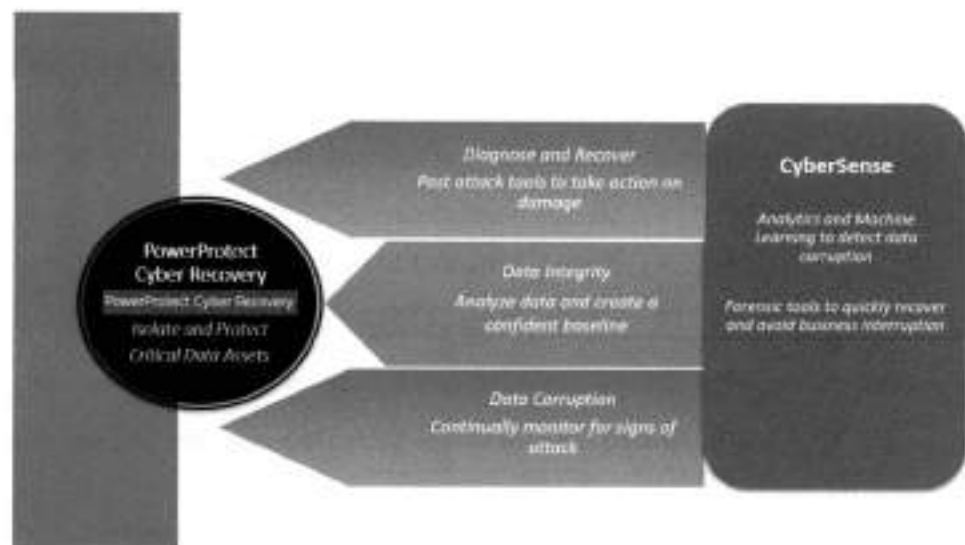 PowerProtect
Cyber Recovery
PowerProtect Cyber Recovery
Isolate and Protect
Critical Data Assets
Diagnose and Recover
Post attack tools to take action on
damage
Data Integrity
Analyze data and create a
confident baseline
Data Corruption
Continually monitor for signs of
attack
CyberSense
Analytics and Machine
Learning to detect data
corruption
Forensic tools to quickly recover
and avoid business interruption